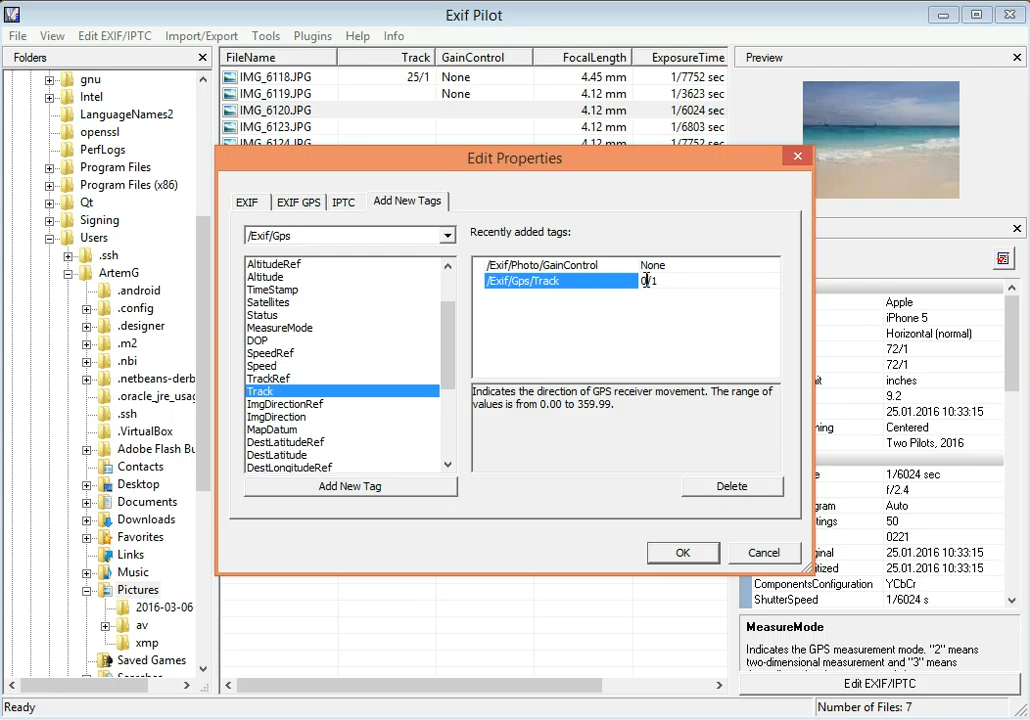 Exif Pilot
File View Edit EXIF/IPTC Import/Export Tools Plugins Help Info
Folders
gnu
Intel
LanguageNames2
openssl
PerfLogs
Program Files
Program Files (x86)
Qt
Signing
Users
.ssh
ArtemG
.android
.config
.designer
.m2
.nbi
.netbeans-derb
.oracle_jre_usag
.ssh
.VirtualBox
Adobe Flash Bu
Contacts
Desktop
Documents
Downloads
Favorites
Links
Music
Pictures
2016-03-06
av
xmp
Saved Games
FileName Track GainControl FocalLength ExposureTime
IMG_6118.JPG 25/1 None 4.45 mm 1/7752 sec
IMG_6119.JPG None 4.12 mm 1/3623 sec
IMG_6120.JPG 4.12 mm 1/6024 sec
IMG_6123.JPG 4.12 mm 1/6803 sec
IMG_6124.JPG 4.12 mm 1/7752 sec
Preview
Edit Properties
EXIF EXIF GPS IPTC Add New Tags
/Exif/Gps
AltitudeRef
Altitude
TimeStamp
Satellites
Status
MeasureMode
DOP
SpeedRef
Speed
TrackRef
Track
ImgDirectionRef
ImgDirection
MapDatum
DestLatitudeRef
DestLatitude
DestLongitudeRef
Add New Tag
Recently added tags:
/Exif/Photo/GainControl None
/Exif/Gps/Track 0/1
Indicates the direction of GPS receiver movement. The range of
values is from 0.00 to 359.99.
Delete
OK Cancel
Apple
iPhone 5
Horizontal (normal)
72/1
72/1
inches
9.2
25.01.2016 10:33:15
Centered
Two Pilots, 2016
1/6024 sec
f/2.4
Auto
50
0221
25.01.2016 10:33:15
25.01.2016 10:33:15
ComponentsConfiguration YCbCr
ShutterSpeed 1/6024 s
MeasureMode
Indicates the GPS measurement mode. "2" means
two-dimensional measurement and "3" means
Edit EXIF/IPTC
Ready
Number of Files: 7